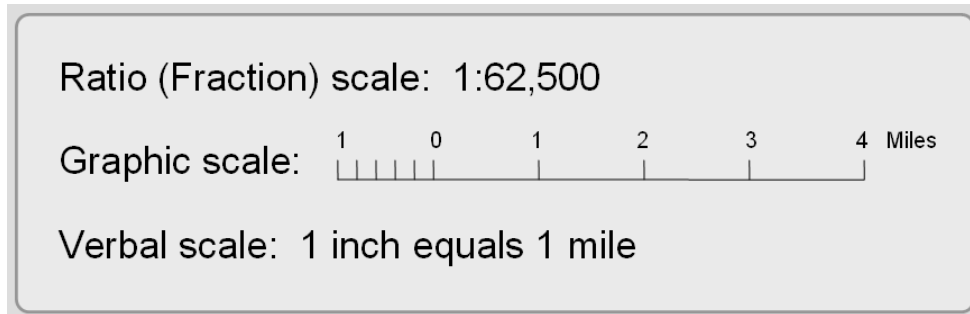 Ratio (Fraction) scale: 1:62,500
1 0 1 2 3 4 Miles
Graphic scale:
Verbal scale: 1 inch equals 1 mile